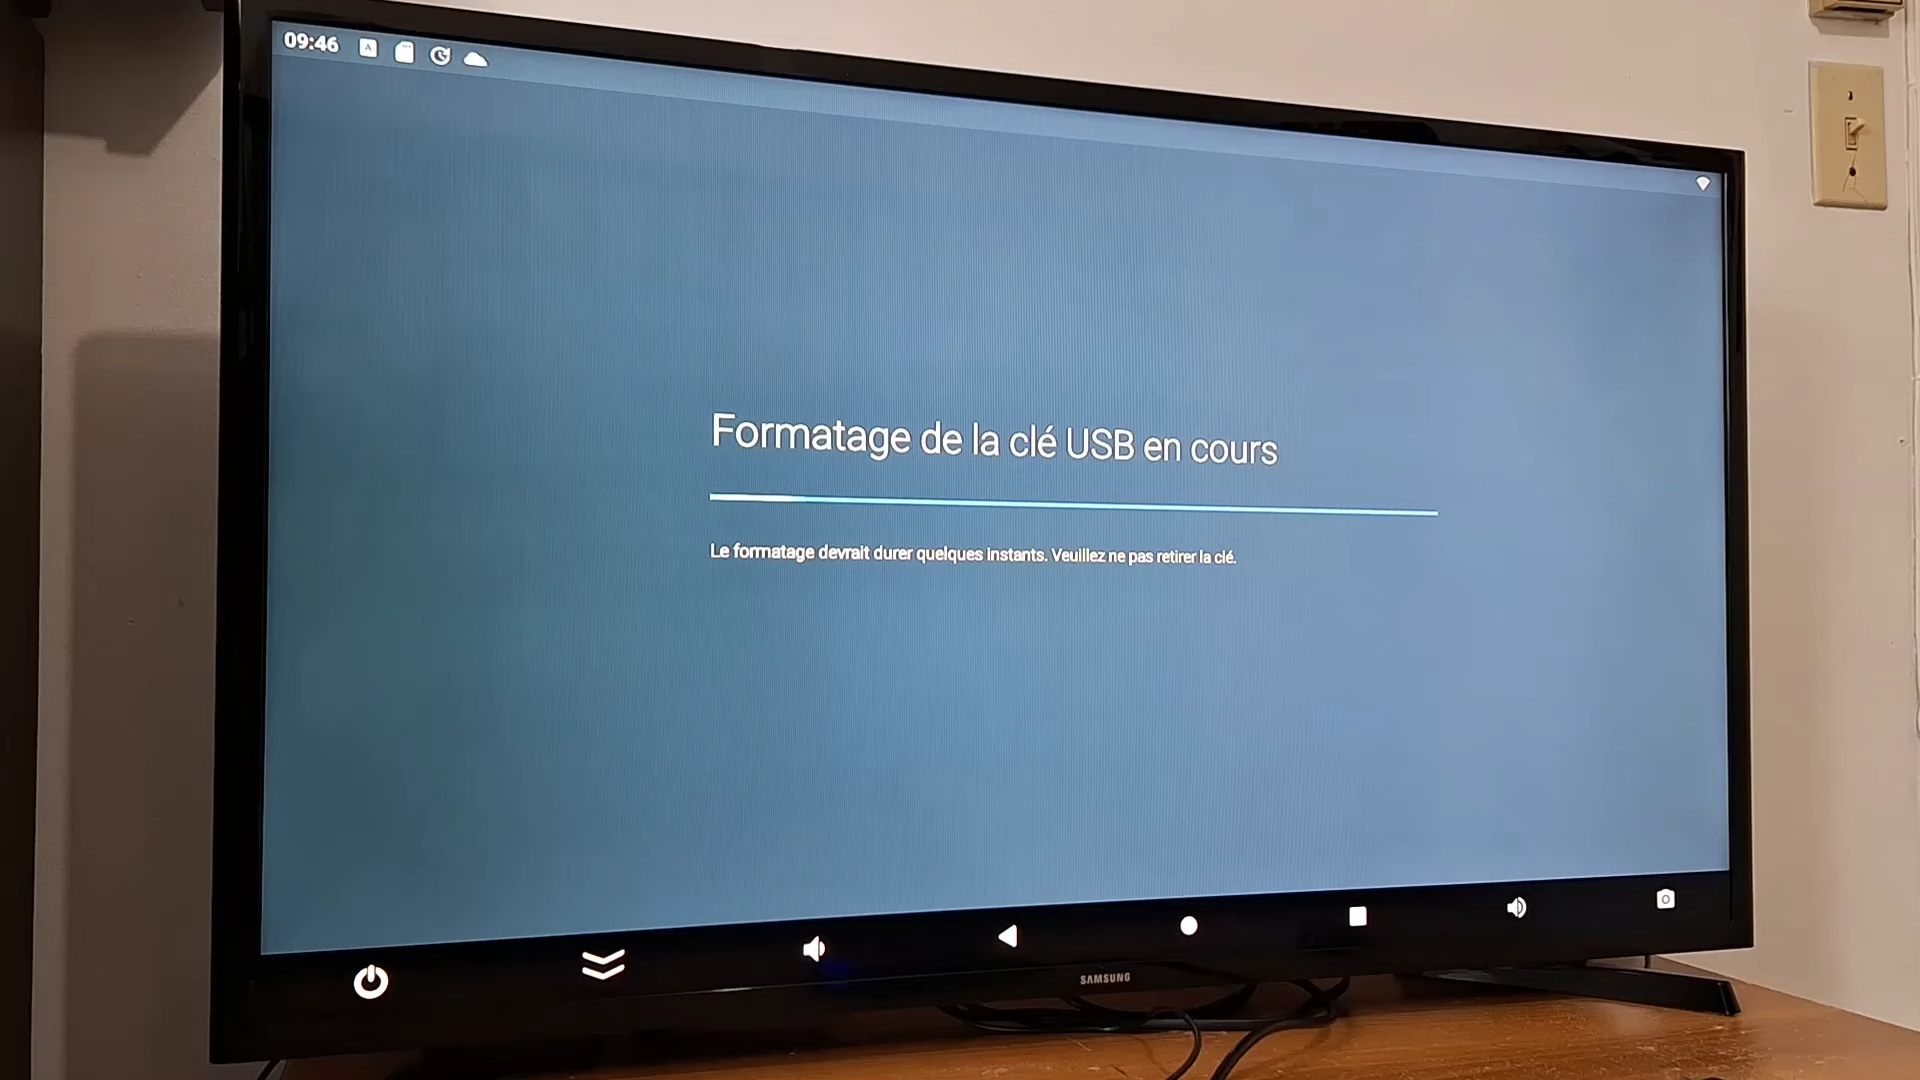 09:46
Formatage de la clé USB en cours
Le formatage devrait durer quelques instants. Veuillez ne pas retirer la clé.
SAMSUNG